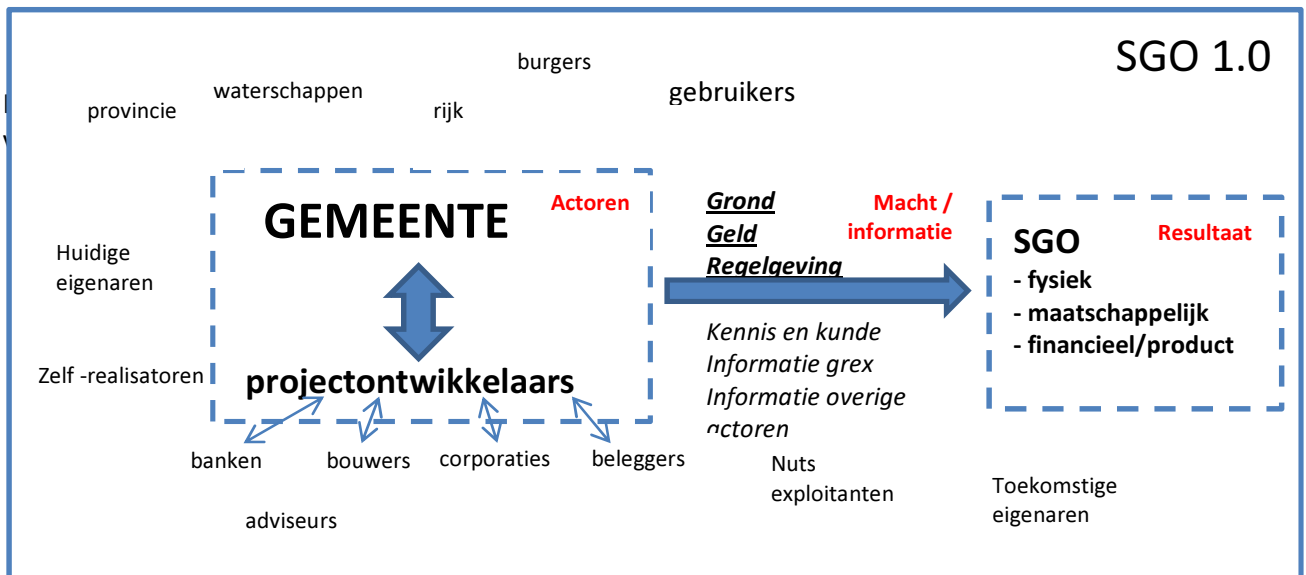 SGO 1.0
burgers
waterschappen
gebruikers
provincie
rijk
GEMEENTE
Actoren
Grond
Geld
Regelgeving
Macht /
informatie
SGO
Resultaat
- fysiek
- maatschappelijk
- financieel/product
Huidige
eigenaren
Kennis en kunde
Informatie grex
Informatie overige
actoren
Zelf -realisatoren
projectontwikkelaars
banken
bouwers
corporaties
beleggers
Nuts
exploitanten
Toekomstige
eigenaren
adviseurs